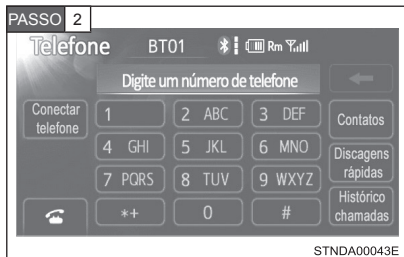 PASSO 2
Telefone BT01 Rm
Digite um número de telefone
Conectar
telefone
1
2 ABC
3 DEF
Contatos
4 GHI
5 JKL
6 MNO
Discagens
rápidas
7 PQRS
8 TUV
9 WXYZ
Histórico
chamadas
*+
0
#
STNDA00043E